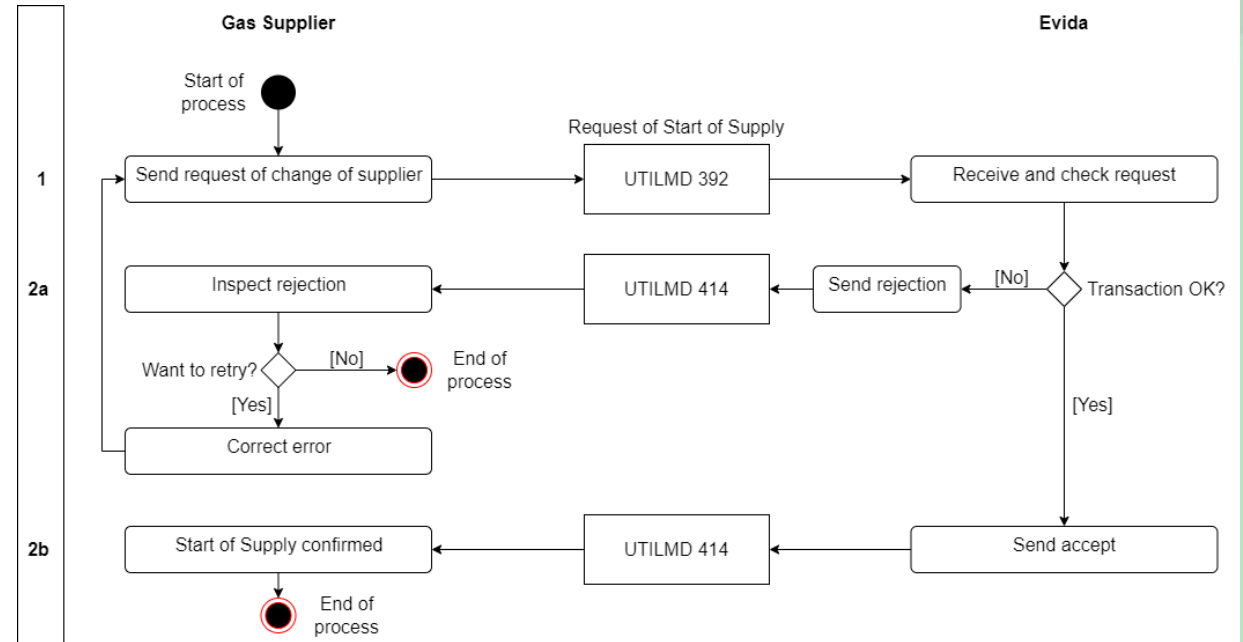 Gas Supplier
Evida
Start of
process
Request of Start of Supply
1
Send request of change of supplier
UTILMD 392
Receive and check request
2a
Inspect rejection
UTILMD 414
Send rejection
[No]
Transaction OK?
Want to retry?
[No]
End of
process
[Yes]
[Yes]
Correct error
2b
Start of Supply confirmed
UTILMD 414
Send accept
End of
process